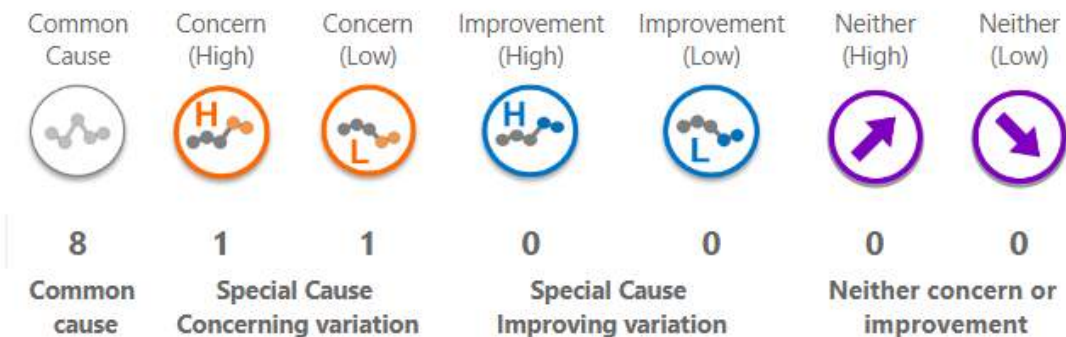 Common Concern Concern Improvement Improvement Neither Neither
Cause (High) (Low) (High) (Low) (High) (Low)
H L H L
8 1 1 0 0 0 0
Common Special Cause Special Cause Neither concern or
cause Concerning variation Improving variation improvement